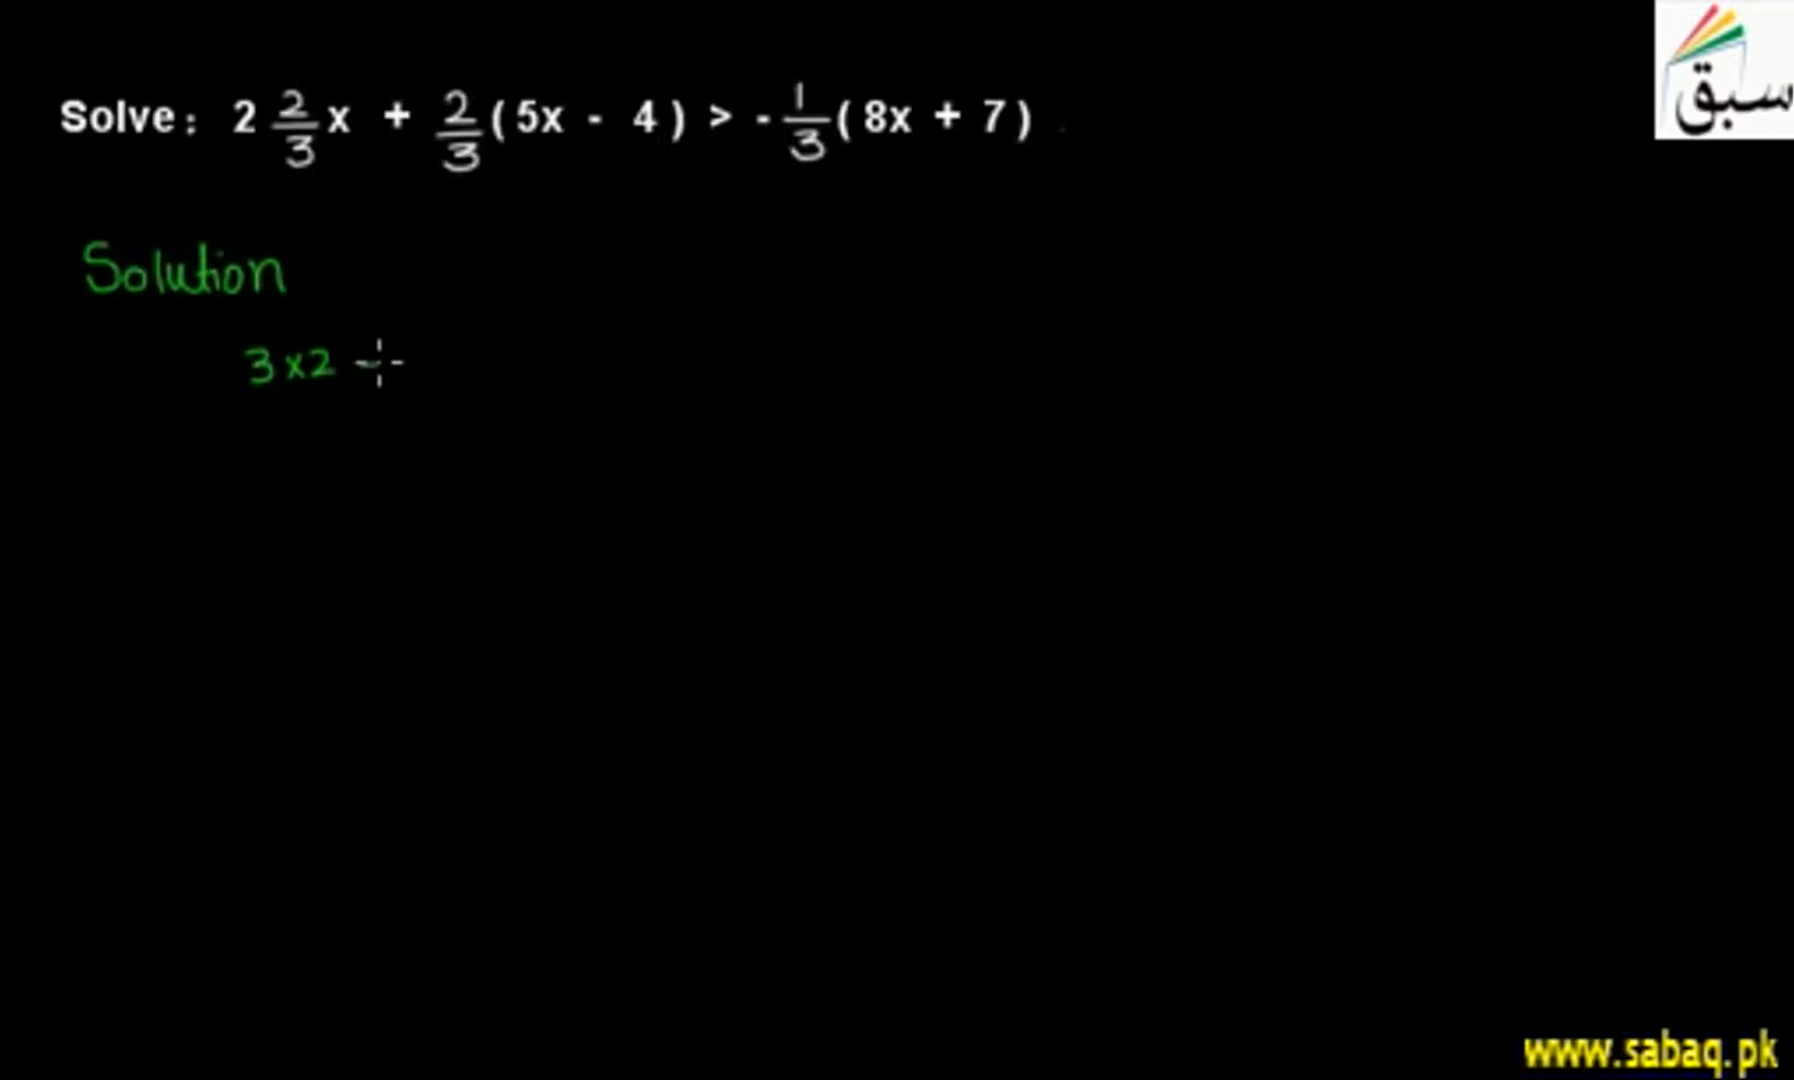 Solve: 2 2/3 x + 2/3 ( 5x - 4 ) > - 1/3 ( 8x + 7 )
سبق
Solution
3 x 2
www.sabaq.pk